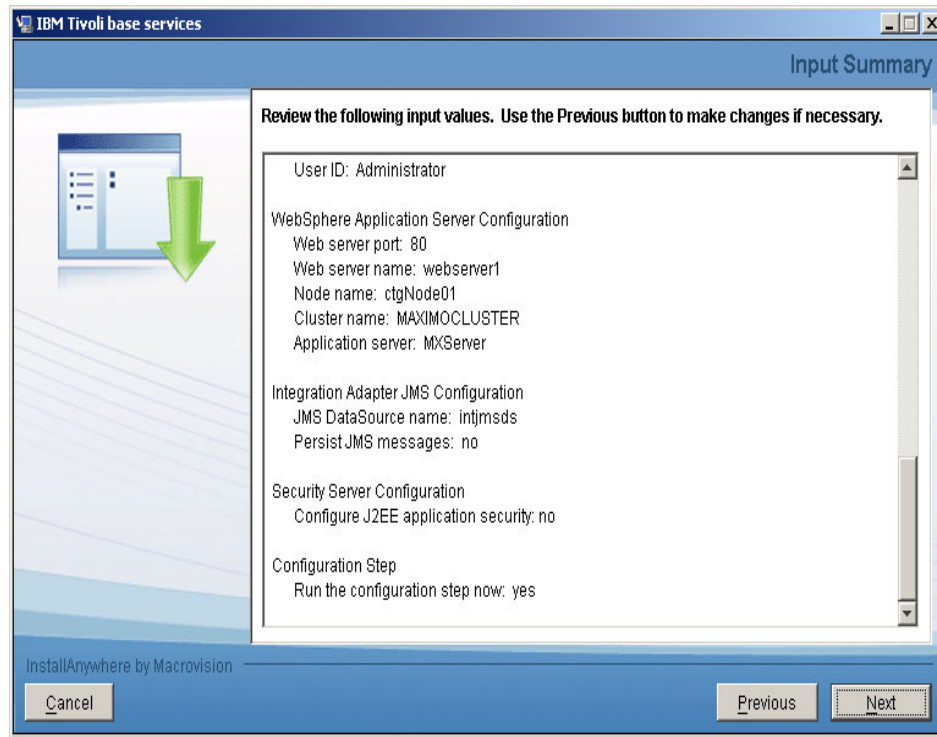 IBM Tivoli base services
Input Summary
Review the following input values. Use the Previous button to make changes if necessary.
User ID: Administrator
WebSphere Application Server Configuration
Web server port: 80
Web server name: webserver1
Node name: ctgNode01
Cluster name: MAXIMOCLUSTER
Application server: MXServer
Integration Adapter JMS Configuration
JMS DataSource name: intjmsds
Persist JMS messages: no
Security Server Configuration
Configure J2EE application security: no
Configuration Step
Run the configuration step now: yes
InstallAnywhere by Macrovision
Cancel
Previous
Next